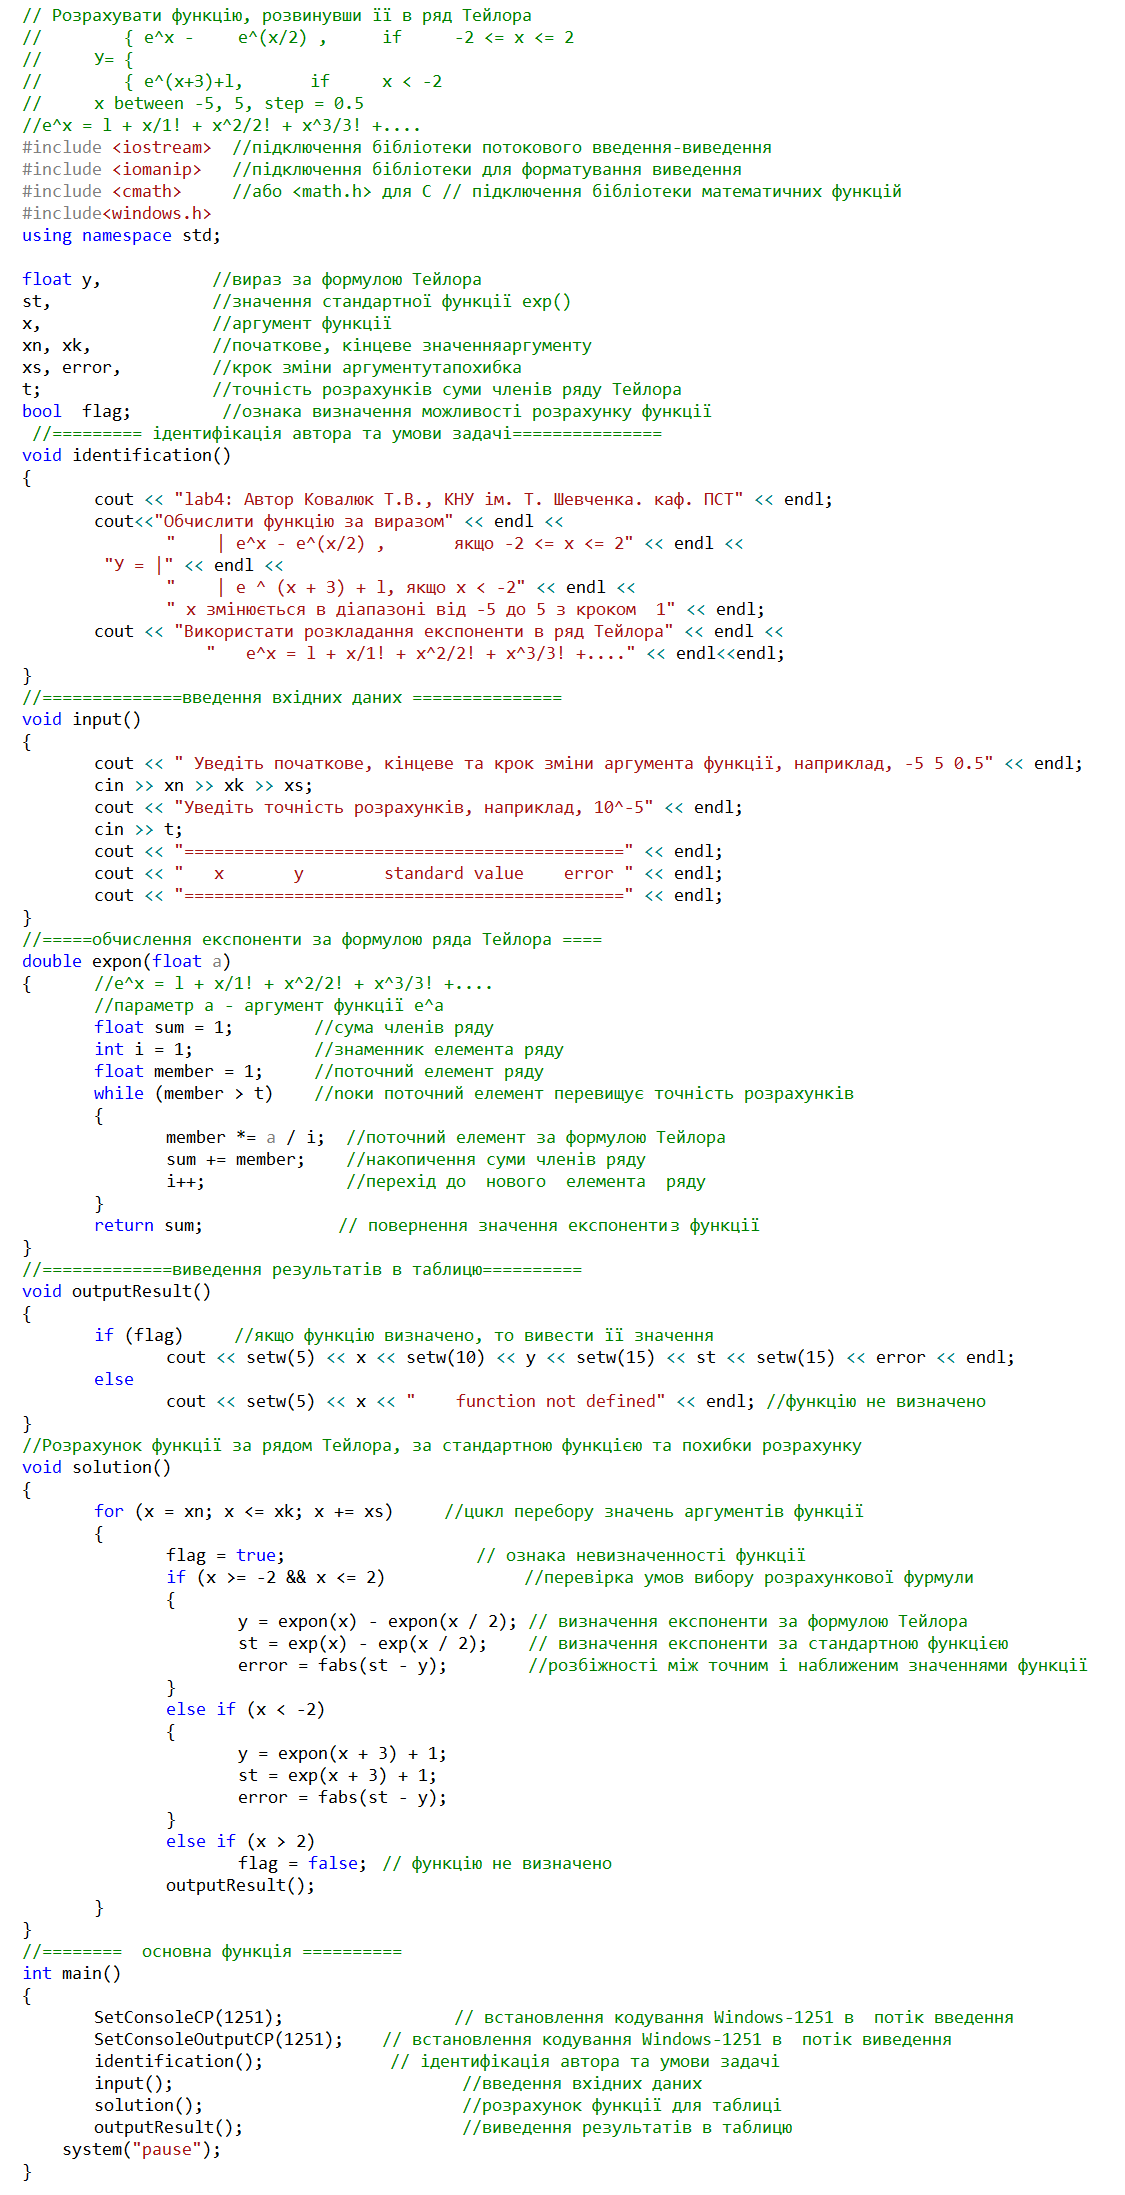 // Розрахувати функцію, розвинувши її в ряд Тейлора
// { e^x - e^(x/2) , if -2 <= x <= 2
// У= {
// { e^(x+3)+l, if x < -2
// x between -5, 5, step = 0.5
//e^x = l + x/1! + x^2/2! + x^3/3! +....
#include <iostream> //підключення бібліотеки потокового введення-виведення
#include <iomanip> //підключення бібліотеки для форматування виведення
#include <cmath> //або <math.h> для С // підключення бібліотеки математичних функцій
#include<windows.h>
using namespace std;
float y, //вираз за формулою Тейлора
st, //значення стандартної функції exp()
x, //аргумент функції
xn, xk, //початкове, кінцеве значенняаргументу
xs, error, //крок зміни аргументутапохибка
t; //точність розрахунків суми членів ряду Тейлора
bool flag; //ознака визначення можливості розрахунку функції
//========= ідентифікація автора та умови задачі===============
void identification()
{
cout << "lab4: Автор Ковалюк Т.В., КНУ ім. Т. Шевченка. каф. ПСТ" << endl;
cout<<"Обчислити функцію за виразом" << endl <<
" | e^x - e^(x/2) , якщо -2 <= x <= 2" << endl <<
"У = |" << endl <<
" | e ^ (x + 3) + l, якщо x < -2" << endl <<
" х змінюється в діапазоні від -5 до 5 з кроком 1" << endl;
cout << "Використати розкладання експоненти в ряд Тейлора" << endl <<
" e^x = l + x/1! + x^2/2! + x^3/3! +...." << endl<<endl;
}
//==============введення вхідних даних ===============
void input()
{
cout << " Уведіть початкове, кінцеве та крок зміни аргумента функції, наприклад, -5 5 0.5" << endl;
cin >> xn >> xk >> xs;
cout << "Уведіть точність розрахунків, наприклад, 10^-5" << endl;
cin >> t;
cout << "============================================" << endl;
cout << " x y standard value error " << endl;
cout << "============================================" << endl;
}
//=====обчислення експоненти за формулою ряда Тейлора ====
double expon(float a)
{ //e^x = l + x/1! + x^2/2! + x^3/3! +....
//параметр а - аргумент функції е^а
float sum = 1; //сума членів ряду
int i = 1; //знаменник елемента ряду
float member = 1; //поточний елемент ряду
while (member > t) //поки поточний елемент перевищує точність розрахунків
{
member *= a / i; //поточний елемент за формулою Тейлора
sum += member; //накопичення суми членів ряду
i++; //перехід до нового елемента ряду
}
return sum; // повернення значення експоненти з функції
}
//=============виведення результатів в таблицю==========
void outputResult()
{
if (flag) //якщо функцію визначено, то вивести її значення
cout << setw(5) << x << setw(10) << y << setw(15) << st << setw(15) << error << endl;
else
cout << setw(5) << x << " function not defined" << endl; //функцію не визначено
}
//Розрахунок функції за рядом Тейлора, за стандартною функцією та похибки розрахунку
void solution()
{
for (x = xn; x <= xk; x += xs) //цикл перебору значень аргументів функції
{
flag = true; // ознака невизначенності функції
if (x >= -2 && x <= 2) //перевірка умов вибору розрахункової фурмули
{
y = expon(x) - expon(x / 2); // визначення експоненти за формулою Тейлора
st = exp(x) - exp(x / 2); // визначення експоненти за стандартною функцією
error = fabs(st - y); //розбіжності між точним і наближеним значеннями функції
}
else if (x < -2)
{
y = expon(x + 3) + 1;
st = exp(x + 3) + 1;
error = fabs(st - y);
}
else if (x > 2)
flag = false; // функцію не визначено
outputResult();
}
}
//======== основна функція ==========
int main()
{
SetConsoleCP(1251); // встановлення кодування Windows-1251 в потік введення
SetConsoleOutputCP(1251); // встановлення кодування Windows-1251 в потік виведення
identification(); // ідентифікація автора та умови задачі
input(); //введення вхідних даних
solution(); //розрахунок функції для таблиці
outputResult(); //виведення результатів в таблицю
system("pause");
}